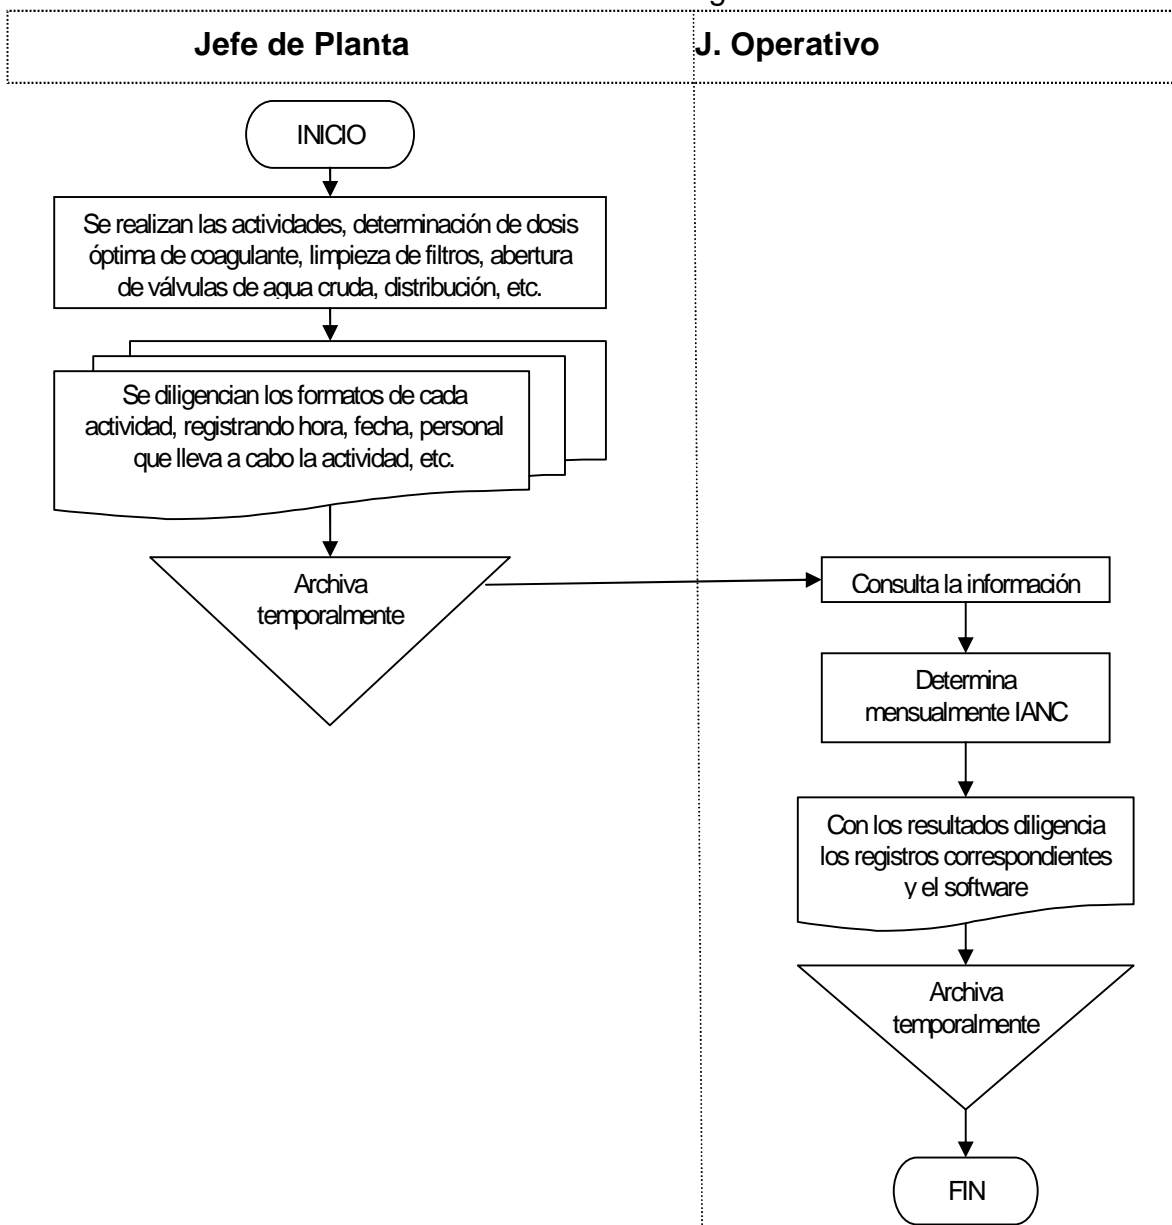 Jefe de Planta
J. Operativo
INICIO
Se realizan las actividades, determinación de dosis
óptima de coagulante, limpieza de filtros, abertura
de válvulas de agua cruda, distribución, etc.
Se diligencian los formatos de cada
actividad, registrando hora, fecha, personal
que lleva a cabo la actividad, etc.
Archiva
temporalmente
Consulta la información
Determina
mensualmente IANC
Con los resultados diligencia
los registros correspondientes
y el software
Archiva
temporalmente
FIN